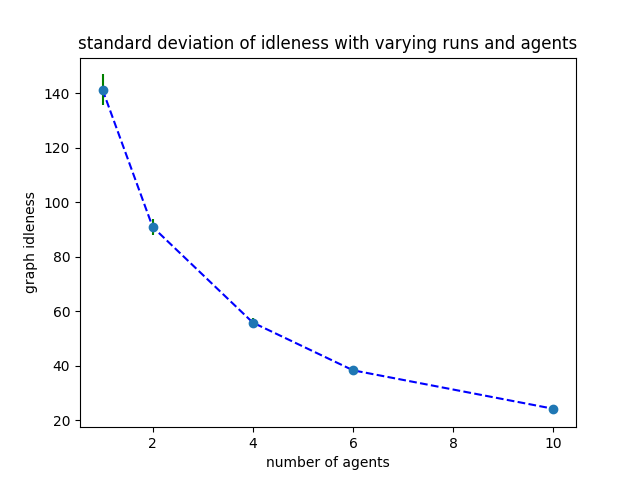 standard deviation of idleness with varying runs and agents
graph idleness
140
120
100
80
60
40
20
2 4 6 8 10
number of agents